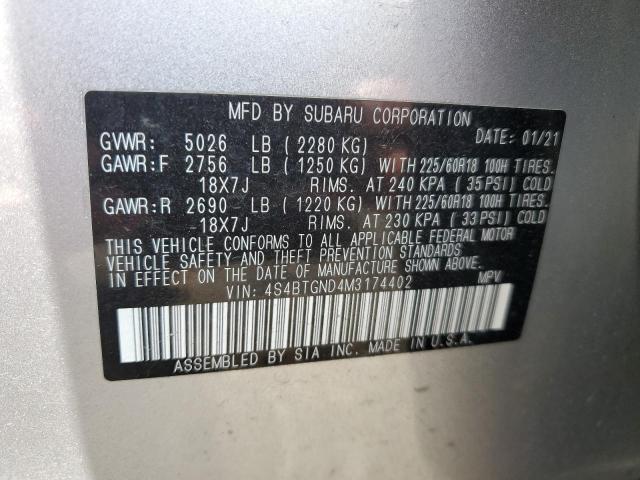 MFD BY SUBARU CORPORATION
GVWR: 5026 LB (2280 KG) DATE: 01/21
GAWR:F 2756 LB (1250 KG) WITH 225/60R18 100H TIRES.
18X7J RIMS. AT 240 KPA (35 PSI) COLD
GAWR:R 2690 LB (1220 KG) WITH 225/60R18 100H TIRES.
18X7J RIMS. AT 230 KPA (33 PSI) COLD
THIS VEHICLE CONFORMS TO ALL APPLICABLE FEDERAL MOTOR
VEHICLE SAFETY AND THEFT PREVENTION STANDARDS
IN EFFECT ON THE DATE OF MANUFACTURE SHOWN ABOVE.
VIN: 4S4BTGND4M3174402 MPV
ASSEMBLED BY SIA INC. MADE IN U.S.A.